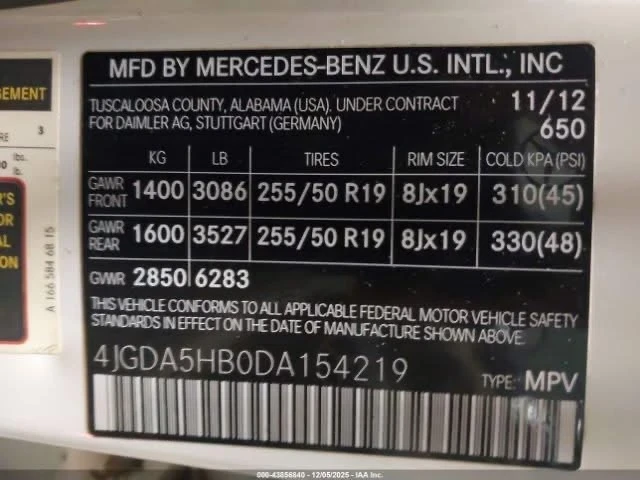 MFD BY MERCEDES-BENZ U.S. INTL., INC
TUSCALOOSA COUNTY, ALABAMA (USA). UNDER CONTRACT 11/12
FOR DAIMLER AG, STUTTGART (GERMANY) 650
KG LB TIRES RIM SIZE COLD KPA (PSI)
GAWR FRONT 1400 3086 255/50 R19 8Jx19 310(45)
GAWR REAR 1600 3527 255/50 R19 8Jx19 330(48)
GVWR 2850 6283
THIS VEHICLE CONFORMS TO ALL APPLICABLE FEDERAL MOTOR VEHICLE SAFETY
STANDARDS IN EFFECT ON THE DATE OF MANUFACTURE SHOWN ABOVE.
4JGDA5HB0DA154219
TYPE: MPV
3
lbs.
lb.
A 166 584 68 15
000-43856840 - 12/05/2025 - IAA Inc.